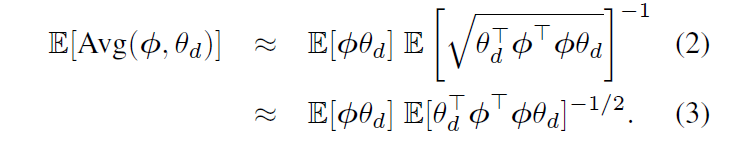 𝔼[Avg(ϕ, θ_d)] ≈ 𝔼[ϕθ_d] 𝔼[√(θ_d^⊤ϕ^⊤ϕθ_d)]^{−1} (2)
≈ 𝔼[ϕθ_d] 𝔼[θ_d^⊤ϕ^⊤ϕθ_d]^{−1/2}. (3)